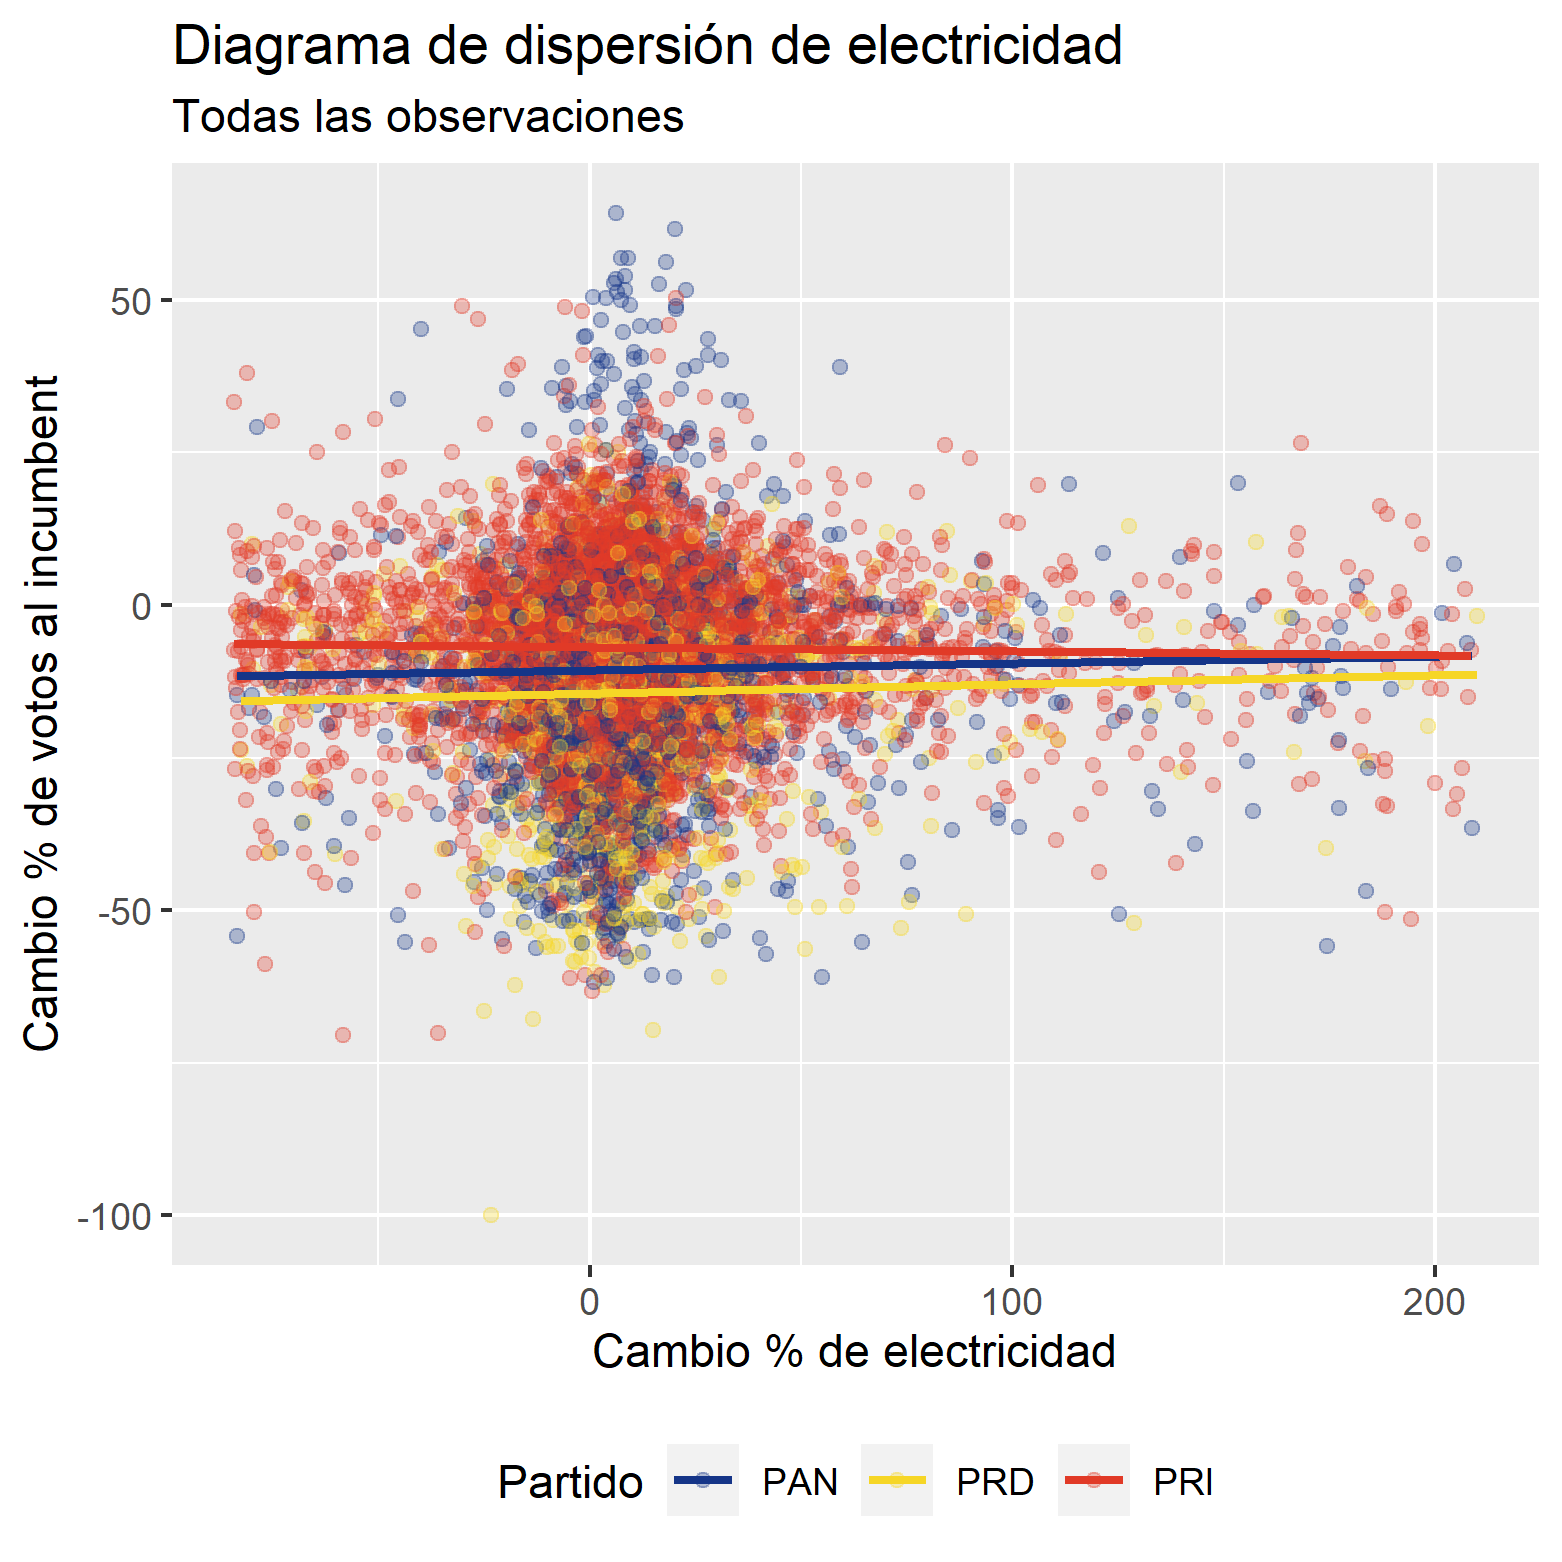 Diagrama de dispersión de electricidad
Todas las observaciones
Cambio % de votos al incumbent
50
0
-50
-100
0 100 200
Cambio % de electricidad
Partido PAN PRD PRI